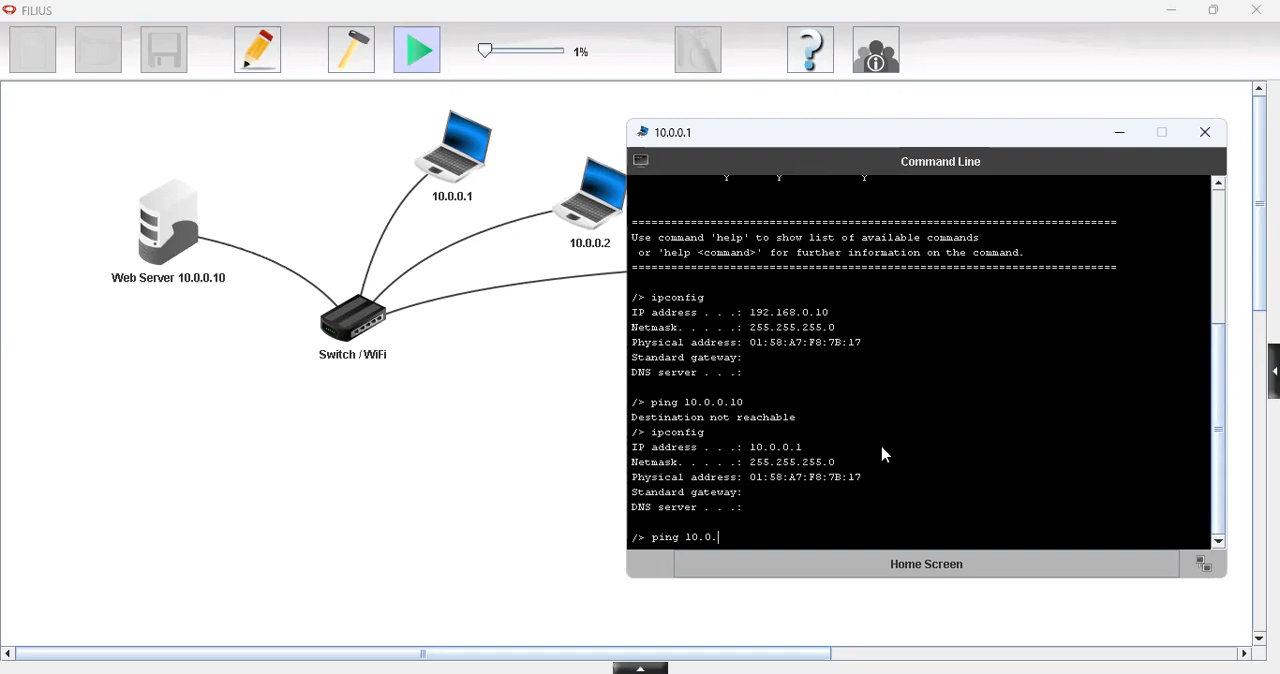 FILIUS
1%
10.0.0.1
10.0.0.2
Web Server 10.0.0.10
Switch / WiFi
10.0.0.1
Command Line
==========================================================================
Use command 'help' to show list of available commands
or 'help <command>' for further information on the command.
==========================================================================
/> ipconfig
IP address . . .: 192.168.0.10
Netmask. . . . .: 255.255.255.0
Physical address: 01:58:A7:F8:7B:17
Standard gateway:
DNS server . . .:
/> ping 10.0.0.10
Destination not reachable
/> ipconfig
IP address . . .: 10.0.0.1
Netmask. . . . .: 255.255.255.0
Physical address: 01:58:A7:F8:7B:17
Standard gateway:
DNS server . . .:
/> ping 10.0.
Home Screen